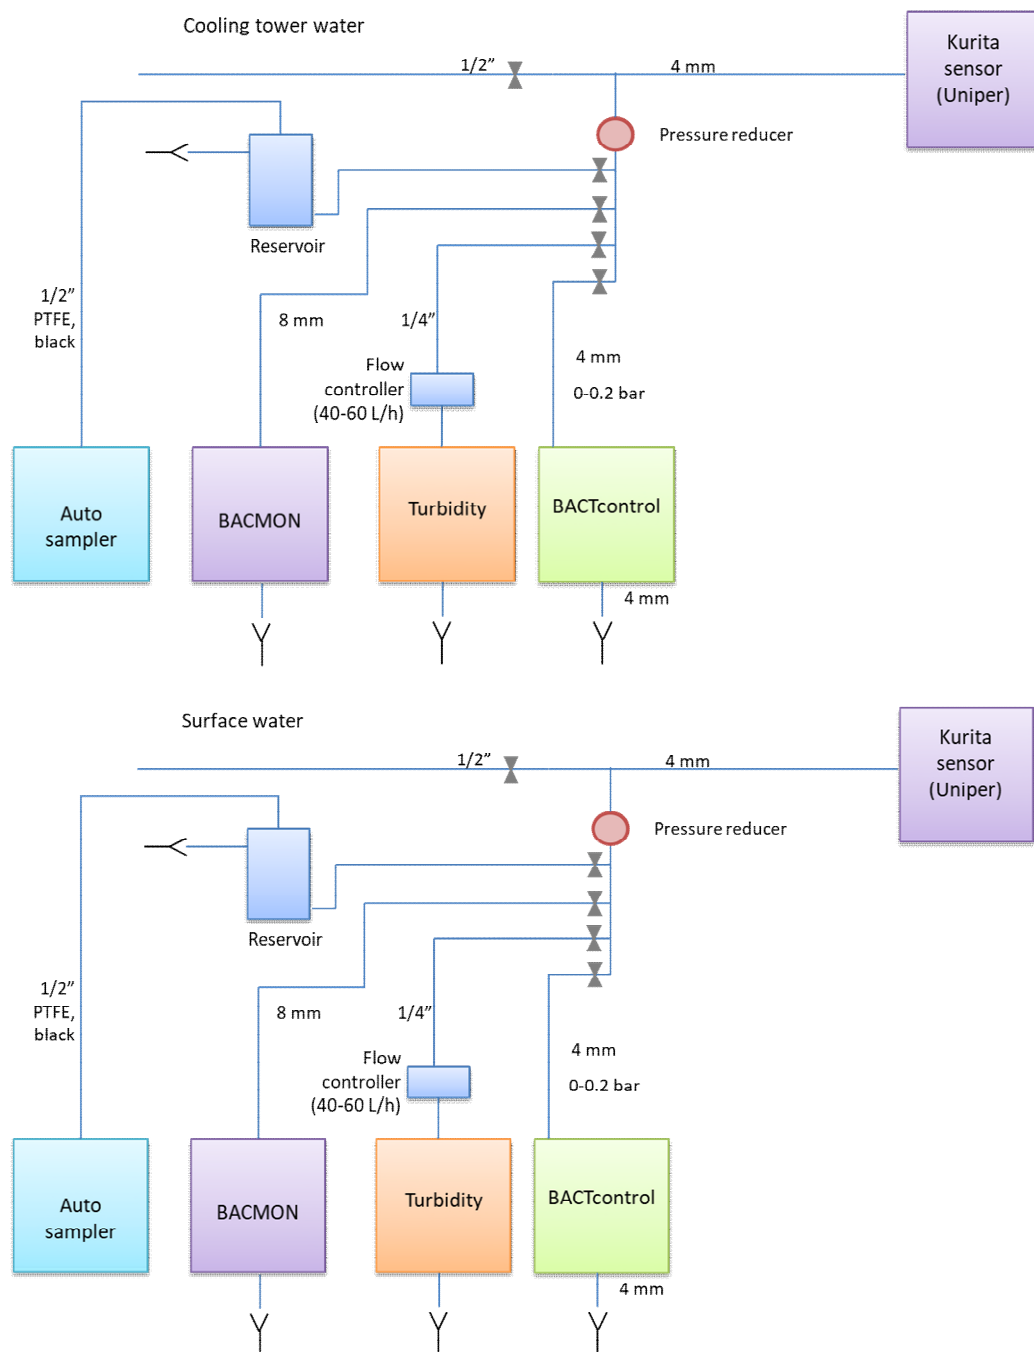 Cooling tower water
Kurita
sensor
(Uniper)
1/2”
4 mm
Pressure reducer
Reservoir
1/2”
PTFE,
black
8 mm
1/4”
Flow
controller
(40-60 L/h)
4 mm
0-0.2 bar
Auto
sampler
BACMON
Turbidity
BACTcontrol
4 mm
Surface water
Kurita
sensor
(Uniper)
1/2”
4 mm
Pressure reducer
Reservoir
1/2”
PTFE,
black
8 mm
1/4”
Flow
controller
(40-60 L/h)
4 mm
0-0.2 bar
Auto
sampler
BACMON
Turbidity
BACTcontrol
4 mm